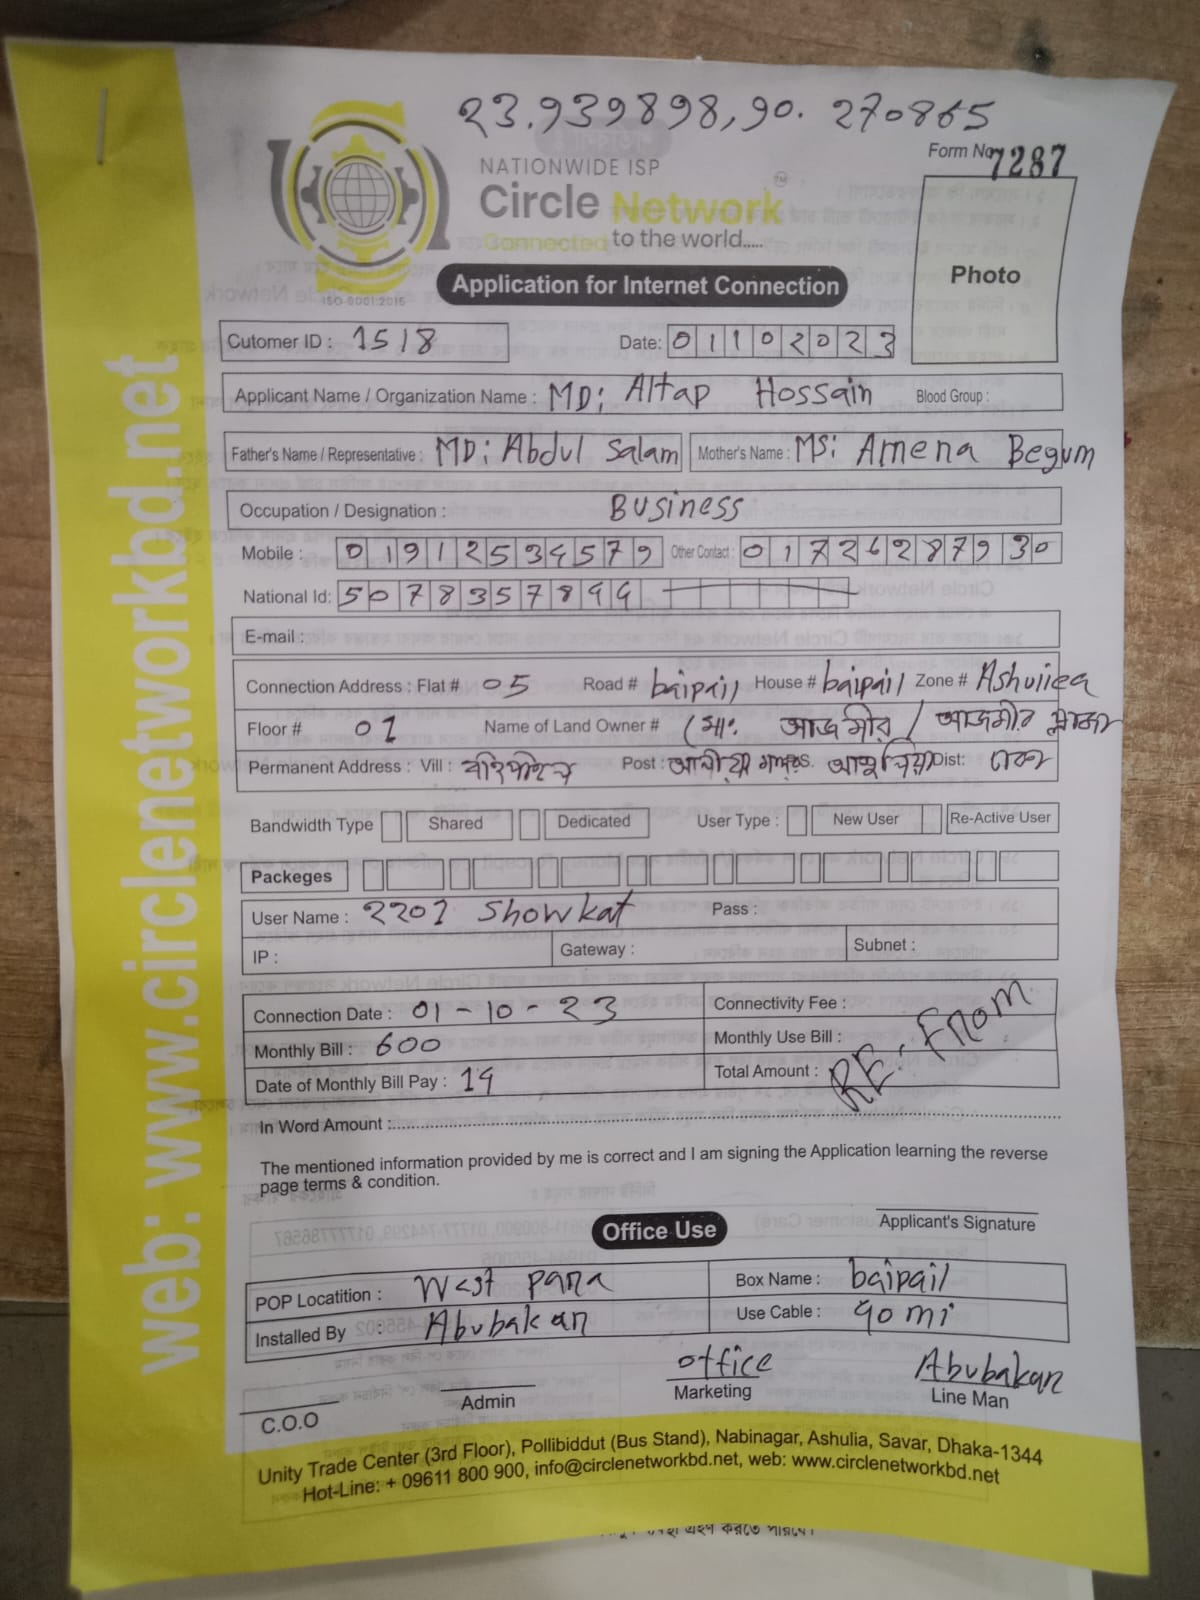 23.939898,90.270865
Form No 7287
NATIONWIDE ISP
Circle Network
TM
Connected to the world.....
ISO-9001:2015
Application for Internet Connection
Photo
Cutomer ID : 1518
Date: 01102023
Applicant Name / Organization Name : MD: Altap Hossain Blood Group :
Father's Name / Representative : MD: Abdul Salam Mother's Name : MS: Amena Begum
Occupation / Designation : Business
Mobile : 01912534579 Other Contact : 01726287930
National Id: 5078357894
E-mail :
Connection Address : Flat # 05 Road # baipail House # baipail Zone #
Floor # 01 Name of Land Owner # আজমীর / আজমীর
Permanent Address : Vill : বাইপাইল Post : Dist: ঢাকা
Bandwidth Type Shared Dedicated User Type : New User Re-Active User
Packeges
User Name : 2201 Showkat Pass :
IP : Gateway : Subnet :
Connection Date : 01-10-23 Connectivity Fee :
Monthly Bill : 600 Monthly Use Bill :
Date of Monthly Bill Pay : 14 Total Amount :
RE. FROM
In Word Amount :
The mentioned information provided by me is correct and I am signing the Application learning the reverse
page terms & condition.
Applicant's Signature
Office Use
POP Locatition : West para Box Name : baipail
Installed By Abubakar Use Cable : 90 mi
office Abubakar
C.O.O Admin Marketing Line Man
Unity Trade Center (3rd Floor), Pollibiddut (Bus Stand), Nabinagar, Ashulia, Savar, Dhaka-1344
Hot-Line: + 09611 800 900, info@circlenetworkbd.net, web: www.circlenetworkbd.net
web: www.circlenetworkbd.net